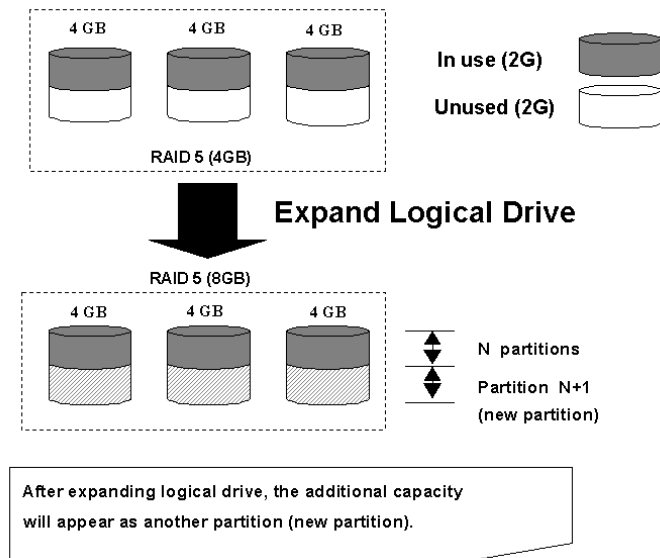 4 GB 4 GB 4 GB
In use (2G)
Unused (2G)
RAID 5 (4GB)
Expand Logical Drive
RAID 5 (8GB)
4 GB 4 GB 4 GB
N partitions
Partition N+1
(new partition)
After expanding logical drive, the additional capacity
will appear as another partition (new partition).